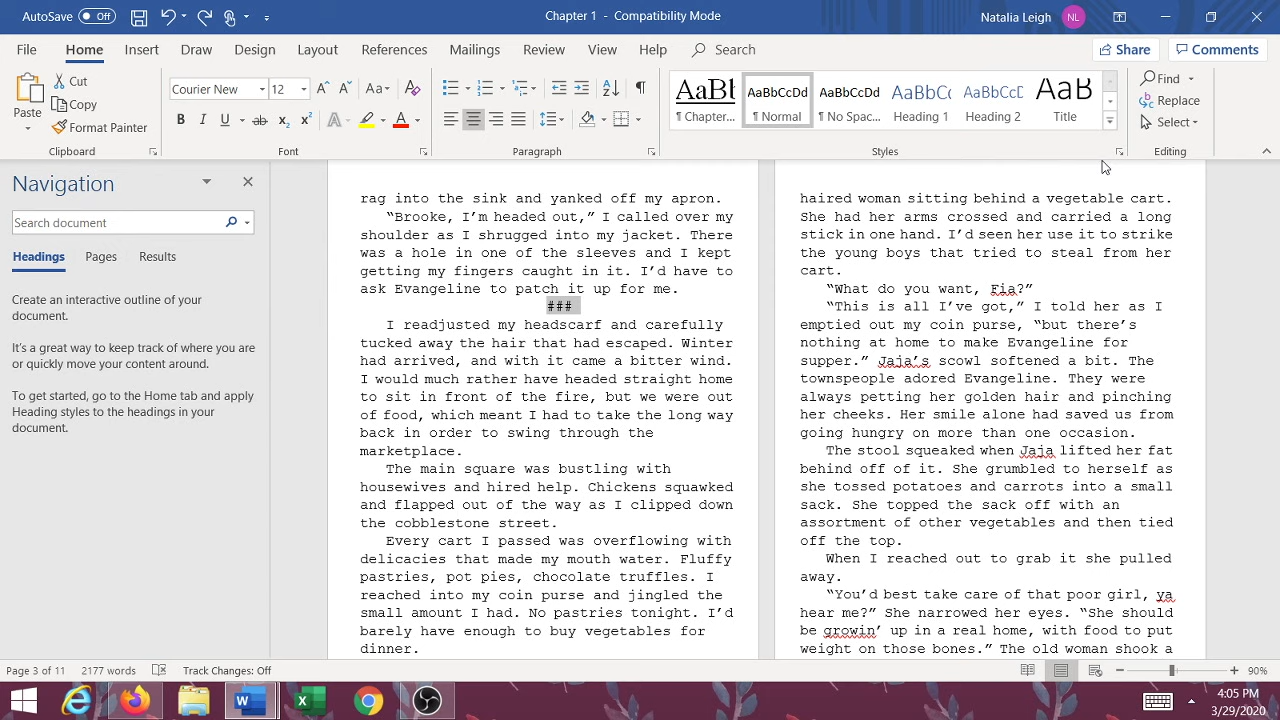 AutoSave Off
Chapter 1 - Compatibility Mode
Natalia Leigh NL
File Home Insert Draw Design Layout References Mailings Review View Help Search
Share Comments
Paste
Cut
Copy
Format Painter
Clipboard
Courier New 12
Font
Paragraph
AaBb AaBbCcDd AaBbCcDd AaBbCc AaBbCcD AaB
¶ Chapter... ¶ Normal ¶ No Spac... Heading 1 Heading 2 Title
Styles
Find
Replace
Select
Editing
Navigation
Search document
Headings Pages Results
Create an interactive outline of your
document.
It's a great way to keep track of where you are
or quickly move your content around.
To get started, go to the Home tab and apply
Heading styles to the headings in your
document.
rag into the sink and yanked off my apron.
“Brooke, I’m headed out,” I called over my
shoulder as I shrugged into my jacket. There
was a hole in one of the sleeves and I kept
getting my fingers caught in it. I’d have to
ask Evangeline to patch it up for me.
###
I readjusted my headscarf and carefully
tucked away the hair that had escaped. Winter
had arrived, and with it came a bitter wind.
I would much rather have headed straight home
to sit in front of the fire, but we were out
of food, which meant I had to take the long way
back in order to swing through the
marketplace.
The main square was bustling with
housewives and hired help. Chickens squawked
and flapped out of the way as I clipped down
the cobblestone street.
Every cart I passed was overflowing with
delicacies that made my mouth water. Fluffy
pastries, pot pies, chocolate truffles. I
reached into my coin purse and jingled the
small amount I had. No pastries tonight. I’d
barely have enough to buy vegetables for
dinner.
haired woman sitting behind a vegetable cart.
She had her arms crossed and carried a long
stick in one hand. I’d seen her use it to strike
the young boys that tried to steal from her
cart.
“What do you want, Fia?”
“This is all I’ve got,” I told her as I
emptied out my coin purse, “but there’s
nothing at home to make Evangeline for
supper.” Jaja’s scowl softened a bit. The
townspeople adored Evangeline. They were
always petting her golden hair and pinching
her cheeks. Her smile alone had saved us from
going hungry on more than one occasion.
The stool squeaked when Jaja lifted her fat
behind off of it. She grumbled to herself as
she tossed potatoes and carrots into a small
sack. She topped the sack off with an
assortment of other vegetables and then tied
off the top.
When I reached out to grab it she pulled
away.
“You’d best take care of that poor girl, ya
hear me?” She narrowed her eyes. “She should
be growin’ up in a real home, with food to put
weight on those bones.” The old woman shook a
Page 3 of 11 2177 words Track Changes: Off 90%
4:05 PM
3/29/2020